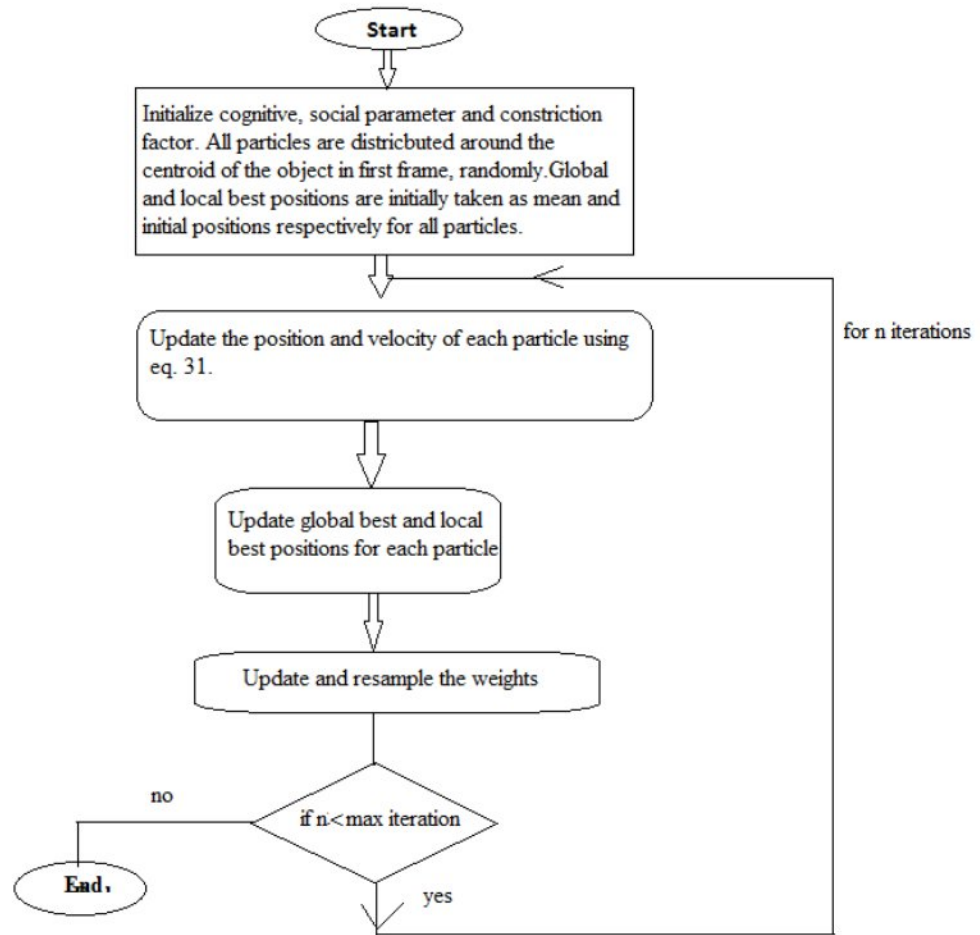 Start
Initialize cognitive, social parameter and constriction
factor. All particles are districbuted around the
centroid of the object in first frame, randomly.Global
and local best positions are initially taken as mean and
initial positions respectively for all particles.
for n iterations
Update the position and velocity of each particle using
eq. 31.
Update global best and local
best positions for each particle
Update and resample the weights
no
if n<max iteration
End.
yes